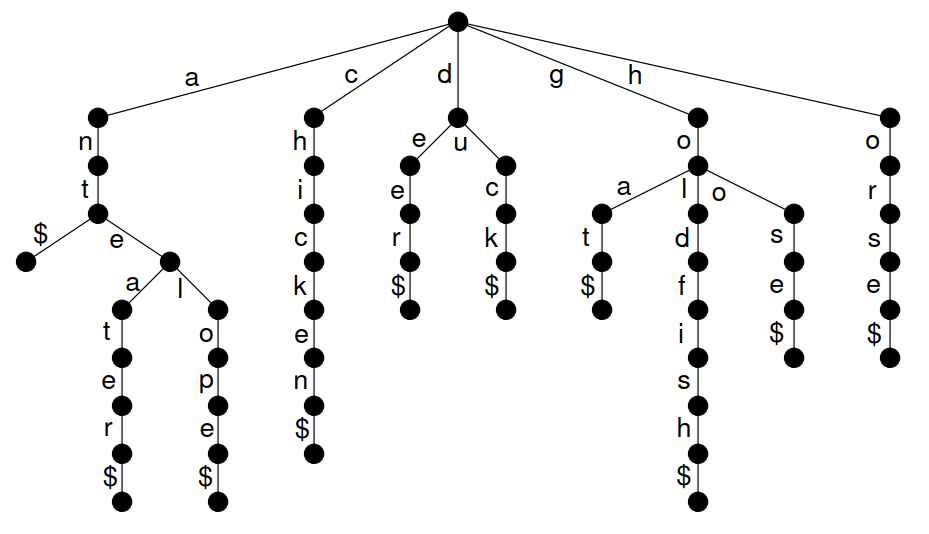 a c d g h
n h e u o o
t i e c a l o r
$ e c r k t d s s
a l k $ $ $ f e e
t o e i $ $
e p n s
r e $ h
$ $ $